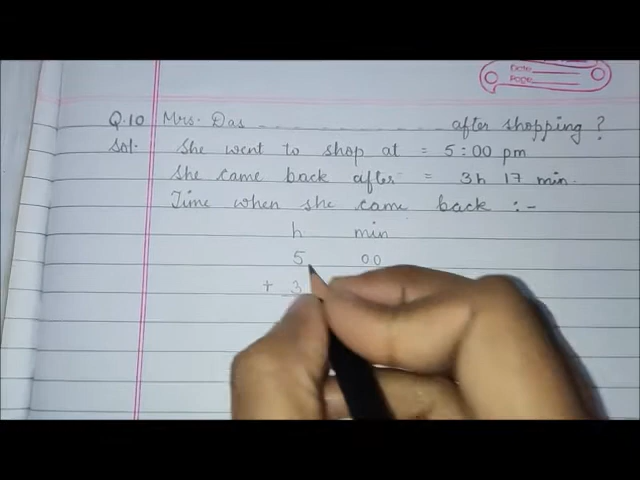 Date
Page
Q.10 Mrs. Das _ _ _ _ _ _ _ _ _ _ _ after shopping ?
Sol. She went to shop at = 5:00 pm
She came back after = 3h 17 min.
Time when she came back :-
h min
5 00
+ 3